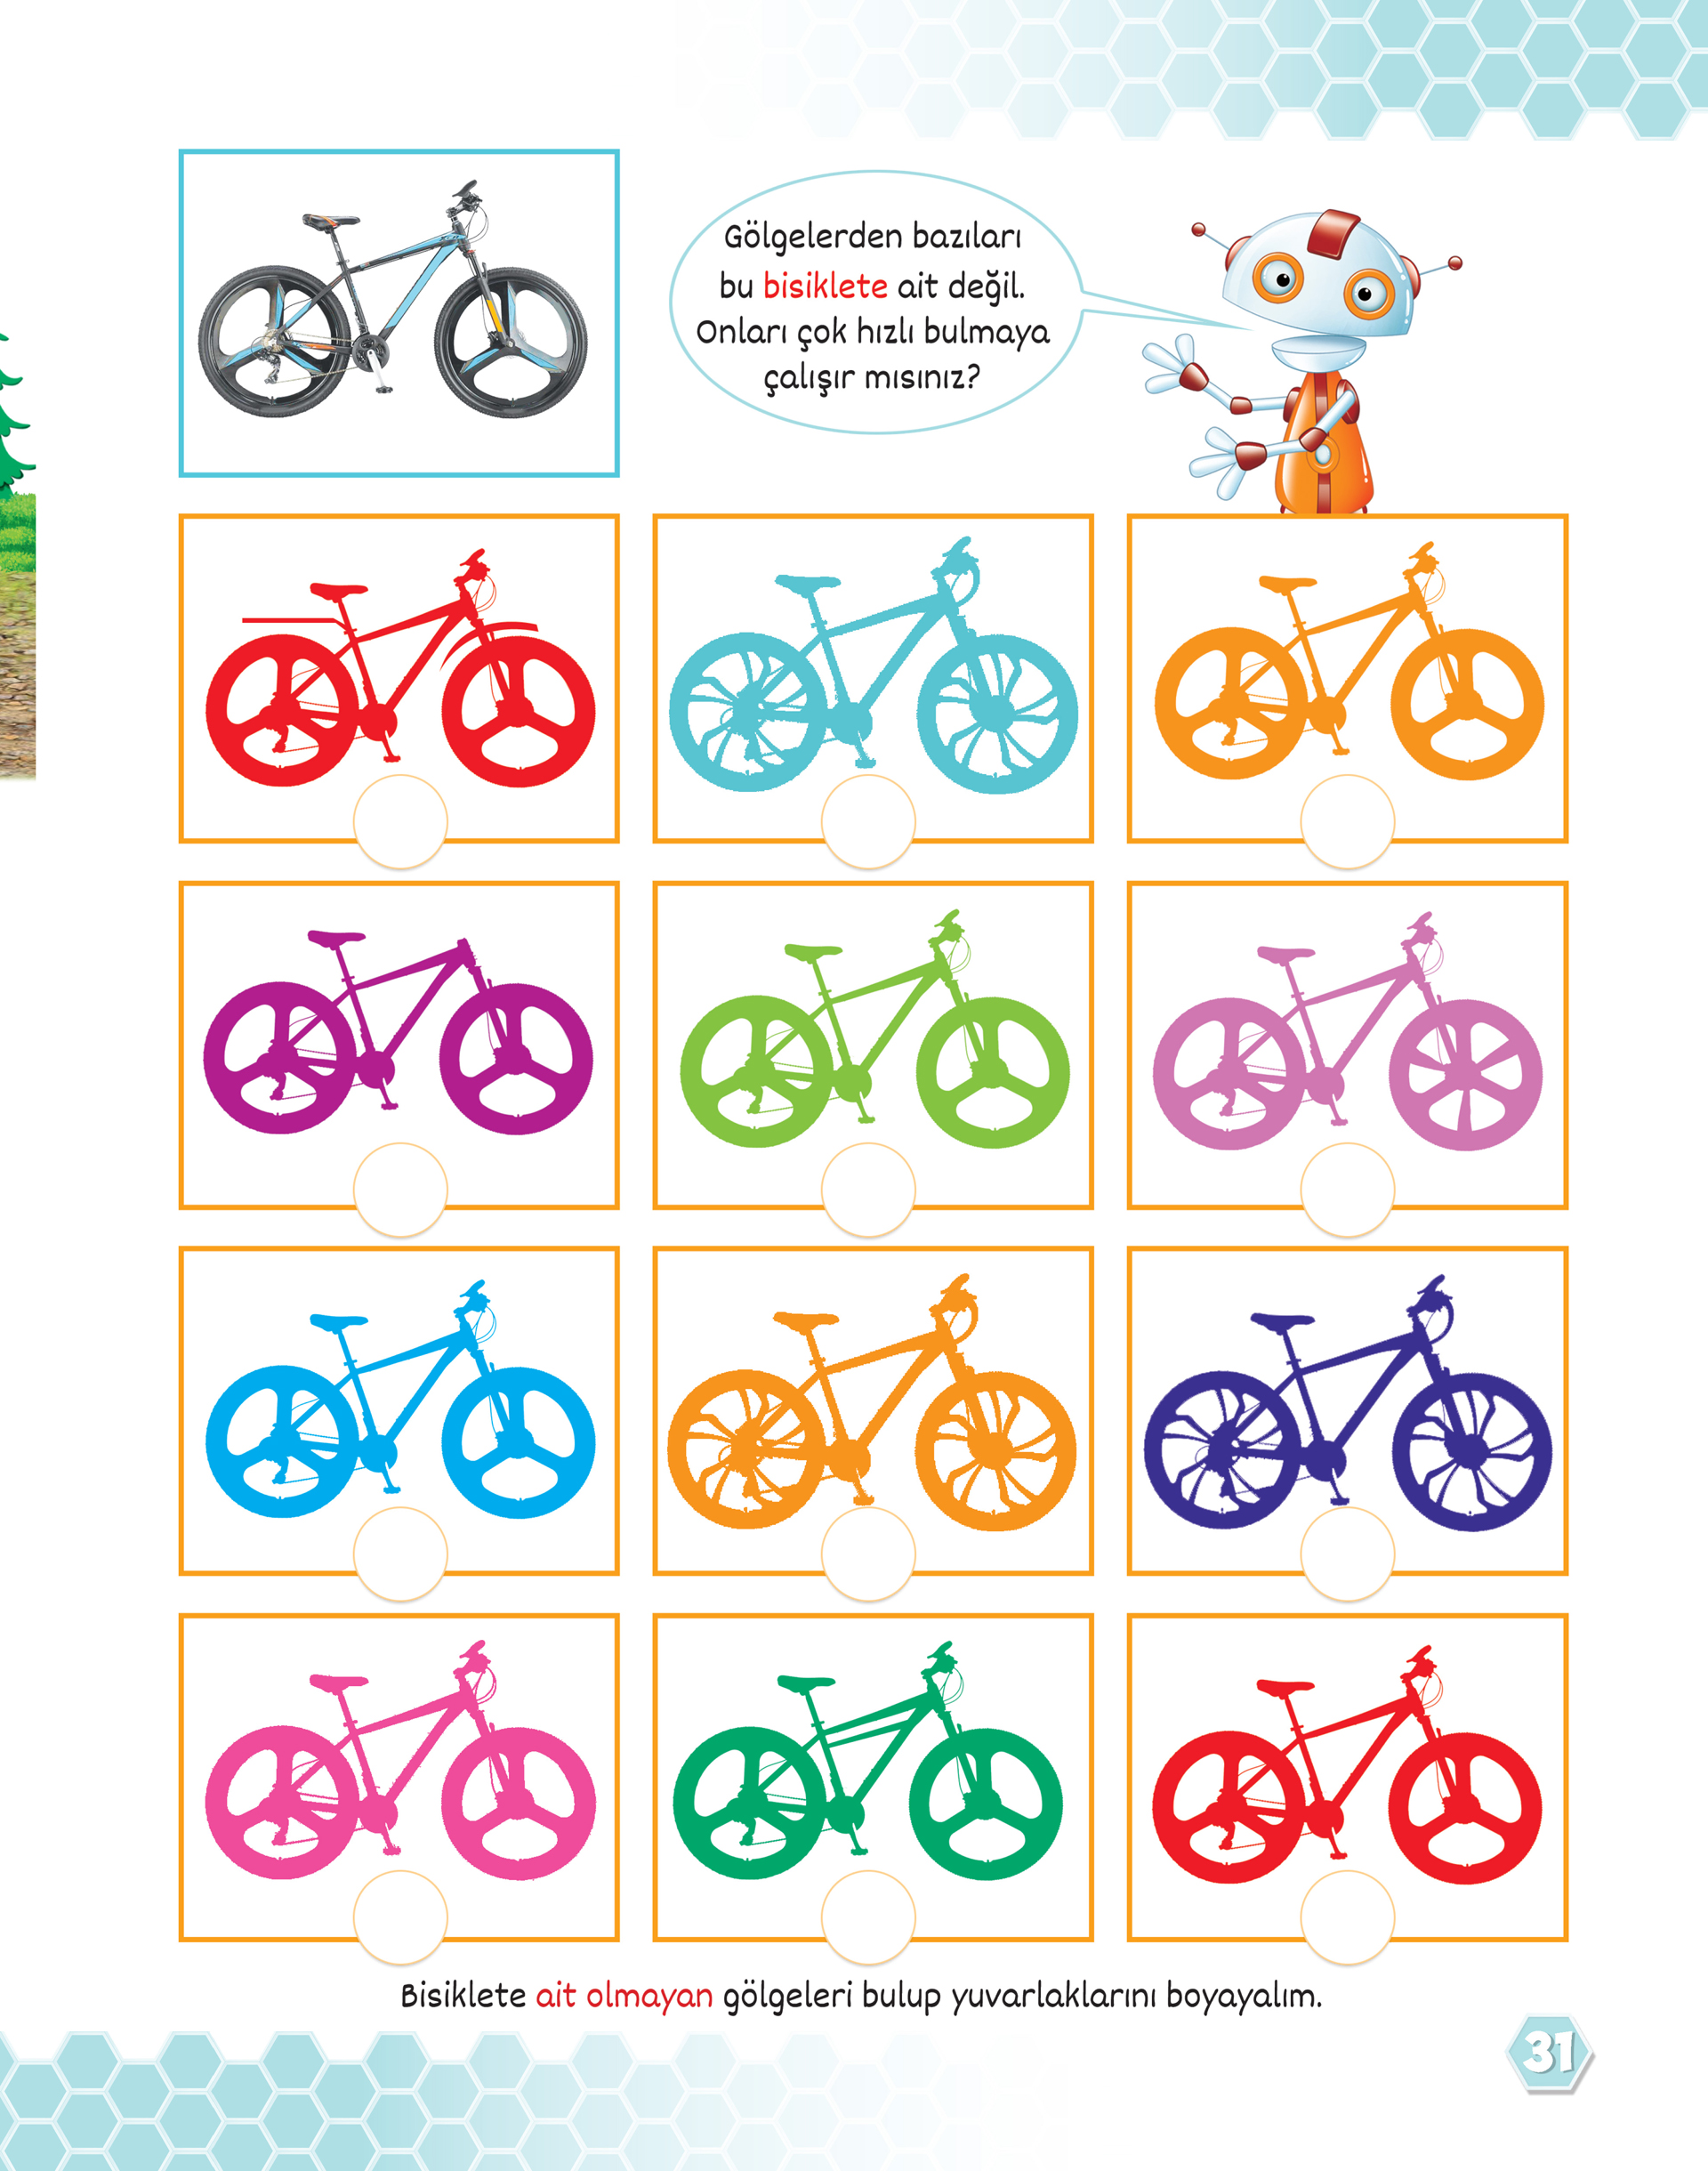 Gölgelerden bazıları
bu bisiklete ait değil.
Onları çok hızlı bulmaya
çalışır mısınız?
Bisiklete ait olmayan gölgeleri bulup yuvarlaklarını boyayalım.
31